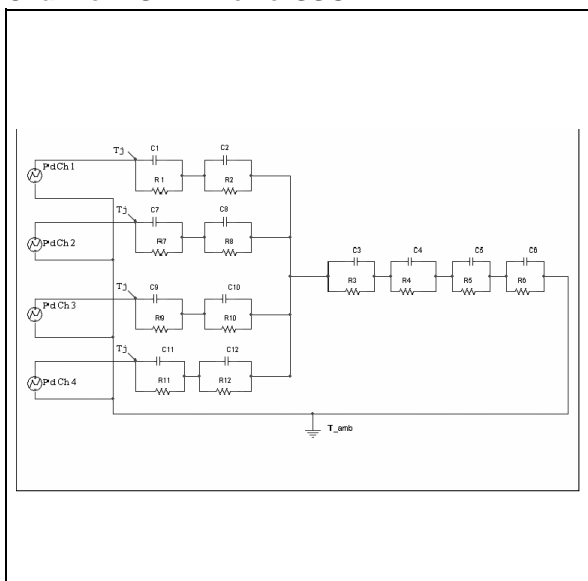 Tj C1 C2
PdCh1
R1 R2
Tj C7 C8
PdCh2
R7 R8
C3 C4 C5 C6
Tj C9 C10
R3 R4 R5 R6
PdCh3
R9 R10
Tj C11 C12
PdCh4
R11 R12
T_amb